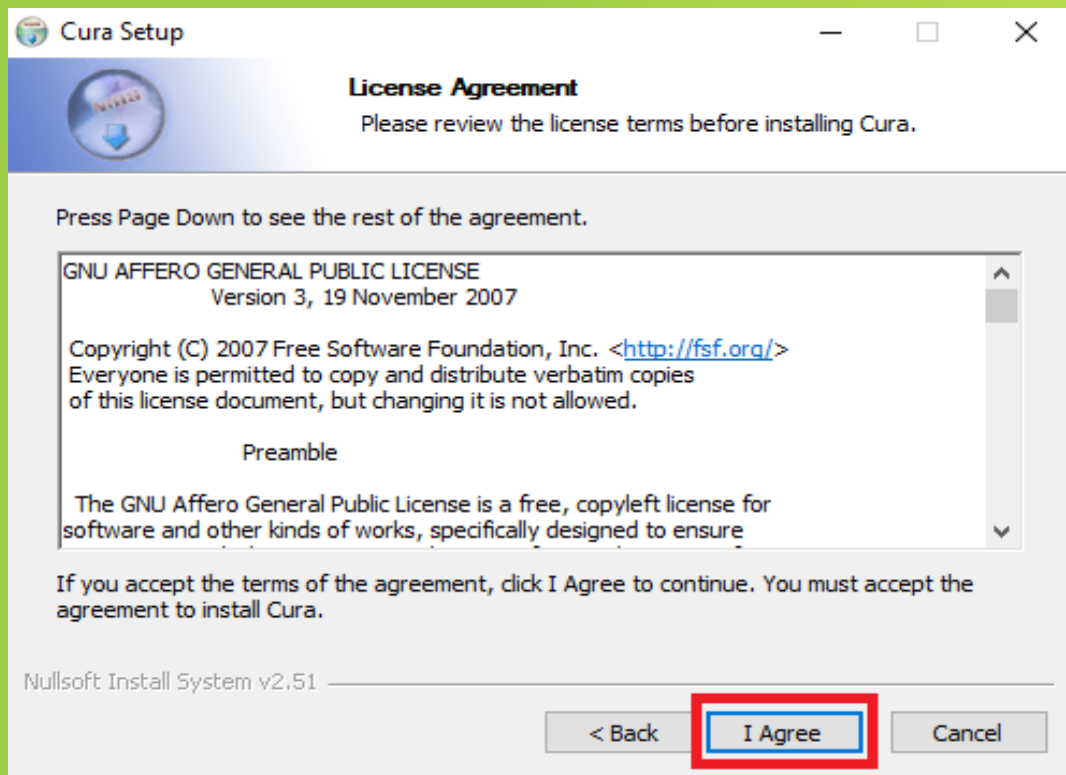 Cura Setup
License Agreement
Please review the license terms before installing Cura.
Press Page Down to see the rest of the agreement.
GNU AFFERO GENERAL PUBLIC LICENSE
Version 3, 19 November 2007
Copyright (C) 2007 Free Software Foundation, Inc. <http://fsf.org/>
Everyone is permitted to copy and distribute verbatim copies
of this license document, but changing it is not allowed.
Preamble
The GNU Affero General Public License is a free, copyleft license for
software and other kinds of works, specifically designed to ensure
If you accept the terms of the agreement, click I Agree to continue. You must accept the
agreement to install Cura.
Nullsoft Install System v2.51
< Back
I Agree
Cancel